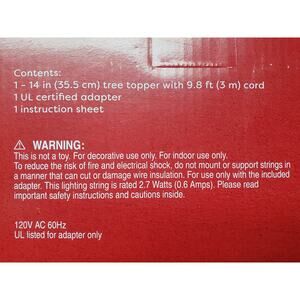 Contents:
1 – 14 in (35.5 cm) tree topper with 9.8 ft (3 m) cord
1 UL certified adapter
1 instruction sheet
⚠ WARNING:
This is not a toy. For decorative use only. For indoor use only.
To reduce the risk of fire and electrical shock, do not mount or support strings in
a manner that can cut or damage wire insulation. For use only with the included
adapter. This lighting string is rated 2.7 Watts (0.6 Amps). Please read
important safety instructions and cautions inside.
120V AC 60Hz
UL listed for adapter only